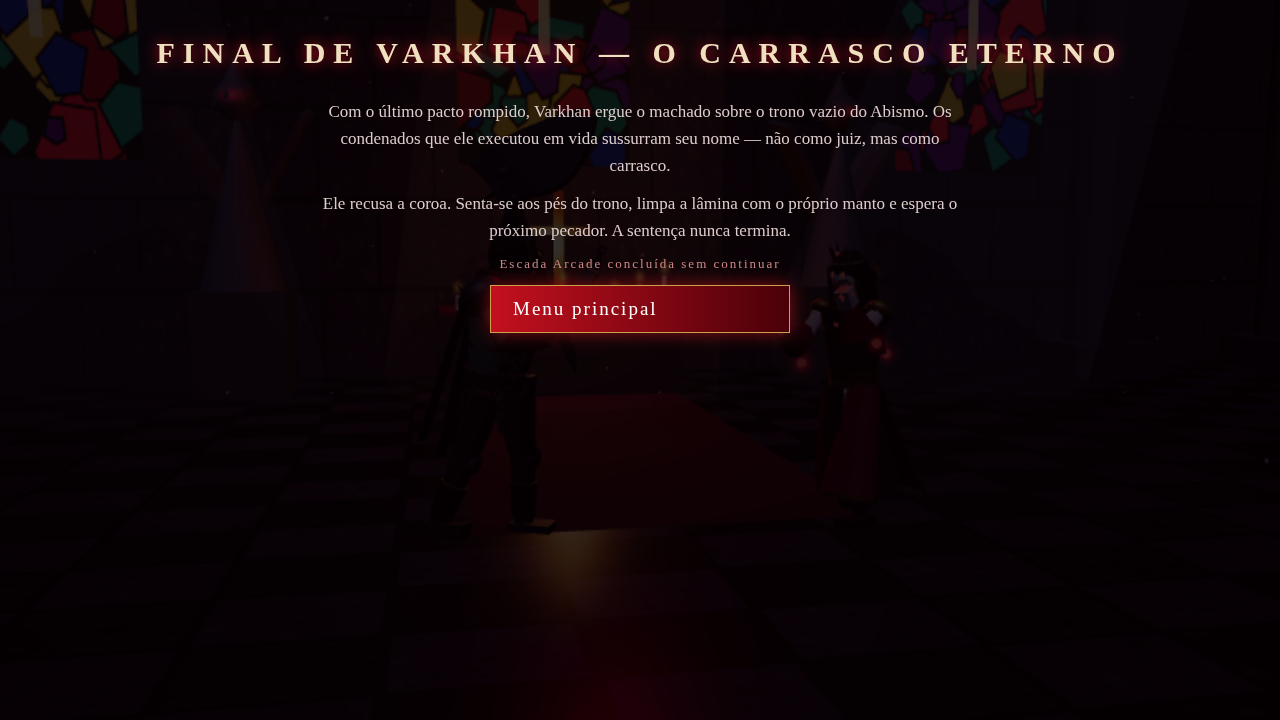 FINAL DE VARKHAN — O CARRASCO ETERNO
Com o último pacto rompido, Varkhan ergue o machado sobre o trono vazio do Abismo. Os
condenados que ele executou em vida sussurram seu nome — não como juiz, mas como
carrasco.
Ele recusa a coroa. Senta-se aos pés do trono, limpa a lâmina com o próprio manto e espera o
próximo pecador. A sentença nunca termina.
Escada Arcade concluída sem continuar
Menu principal